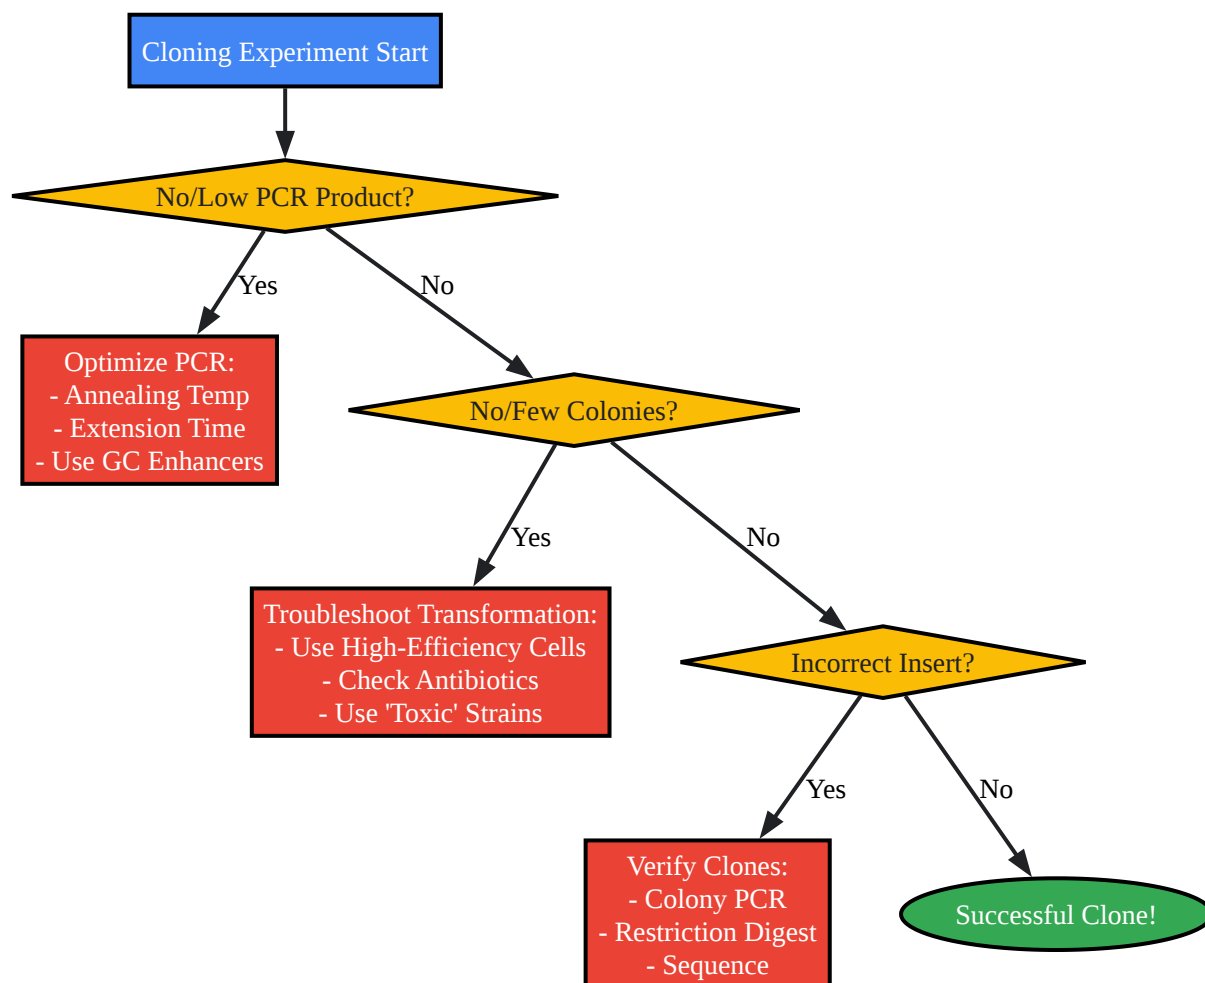 Cloning Experiment Start
No/Low PCR Product?
Yes
No
Optimize PCR:
- Annealing Temp
- Extension Time
- Use GC Enhancers
No/Few Colonies?
Yes
No
Troubleshoot Transformation:
- Use High-Efficiency Cells
- Check Antibiotics
- Use 'Toxic' Strains
Incorrect Insert?
Yes
No
Verify Clones:
- Colony PCR
- Restriction Digest
- Sequence
Successful Clone!